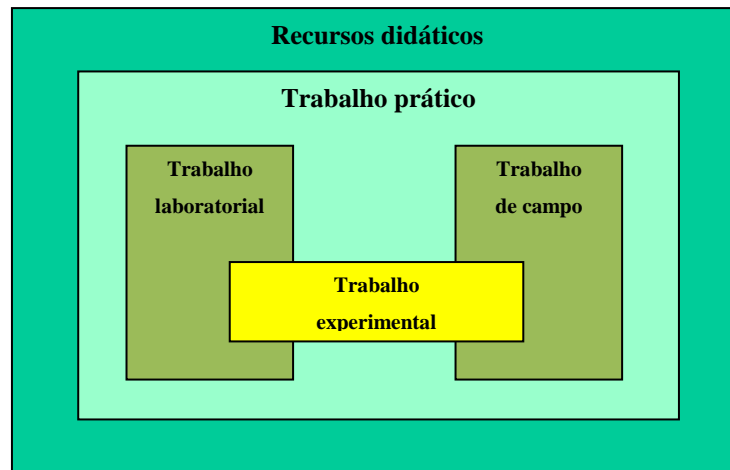 Recursos didáticos
Trabalho prático
Trabalho
laboratorial
Trabalho
de campo
Trabalho
experimental